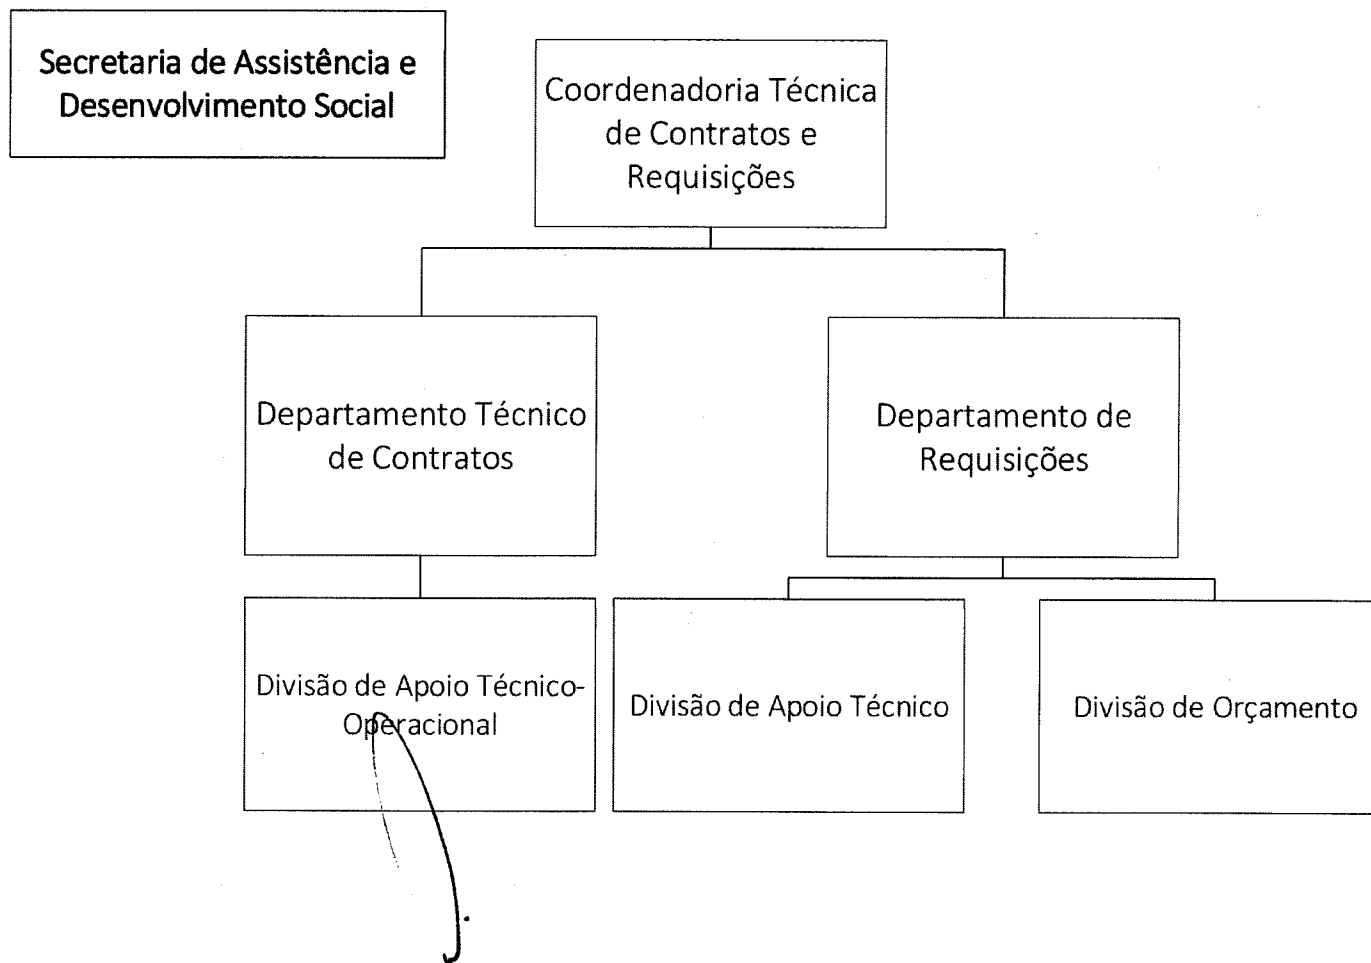 Secretaria de Assistência e
Desenvolvimento Social
Coordenadoria Técnica
de Contratos e
Requisições
Departamento Técnico
de Contratos
Departamento de
Requisições
Divisão de Apoio Técnico-
Operacional
Divisão de Apoio Técnico
Divisão de Orçamento